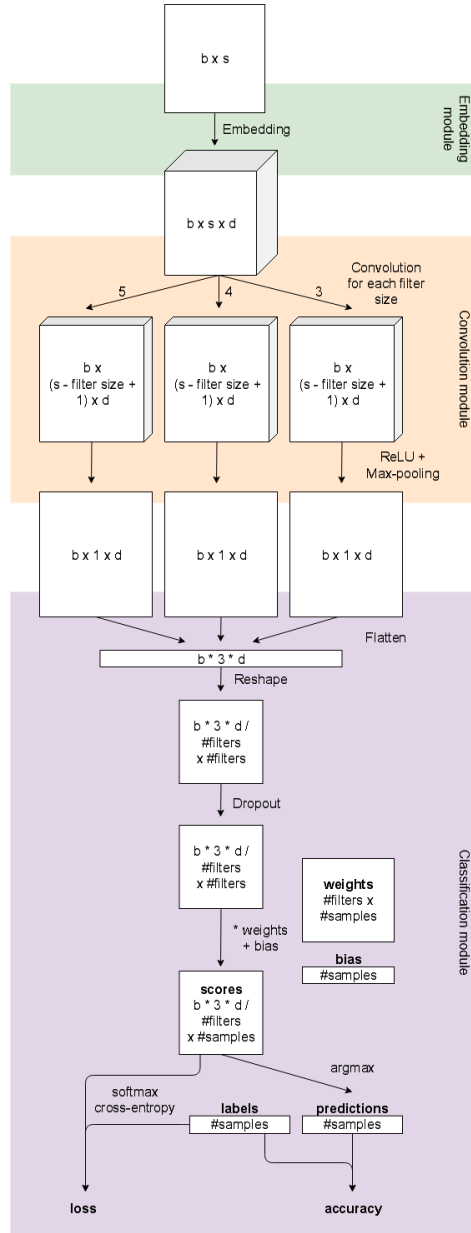 b x s
Embedding
Embedding
module
b x s x d
5
4
3
Convolution
for each filter
size
Convolution module
b x
(s - filter size +
1) x d
b x
(s - filter size +
1) x d
b x
(s - filter size +
1) x d
ReLU +
Max-pooling
b x 1 x d
b x 1 x d
b x 1 x d
Flatten
b * 3 * d
Reshape
b * 3 * d /
#filters
x #filters
Dropout
b * 3 * d /
#filters
x #filters
Classification module
weights
#filters x
#samples
* weights
+ bias
bias
#samples
scores
b * 3 * d /
#filters
x #samples
argmax
softmax
cross-entropy
labels
#samples
predictions
#samples
loss
accuracy